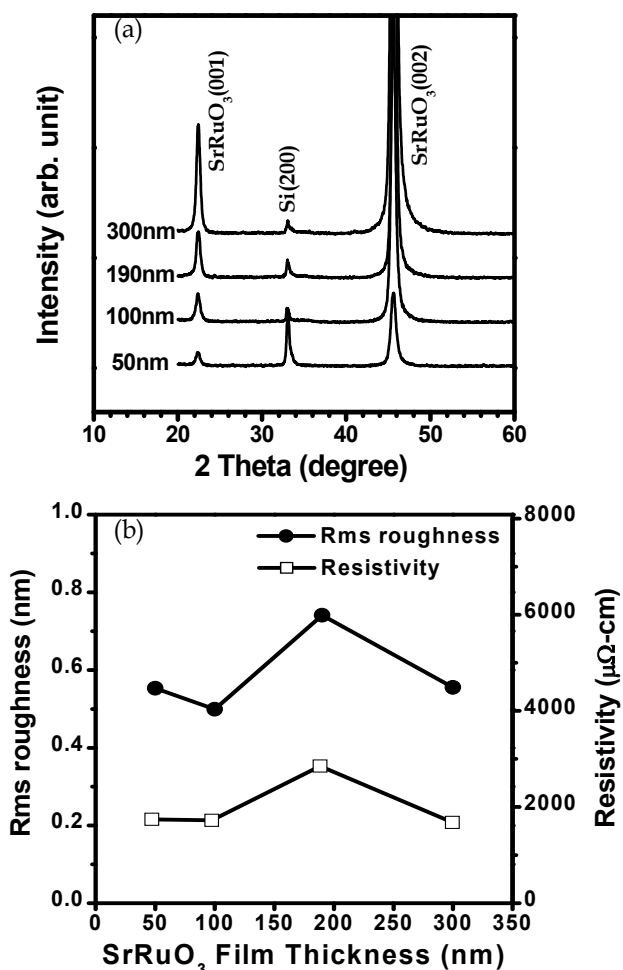 (a)
SrRuO₃(001)
Si(200)
SrRuO₃(002)
Intensity (arb. unit)
300nm
190nm
100nm
50nm
10 20 30 40 50 60
2 Theta (degree)
(b)
Rms roughness
Resistivity
Rms roughness (nm)
1.0
0.8
0.6
0.4
0.2
0.0
8000
6000
4000
2000
0
Resistivity (μΩ-cm)
0 50 100 150 200 250 300 350
SrRuO₃ Film Thickness (nm)